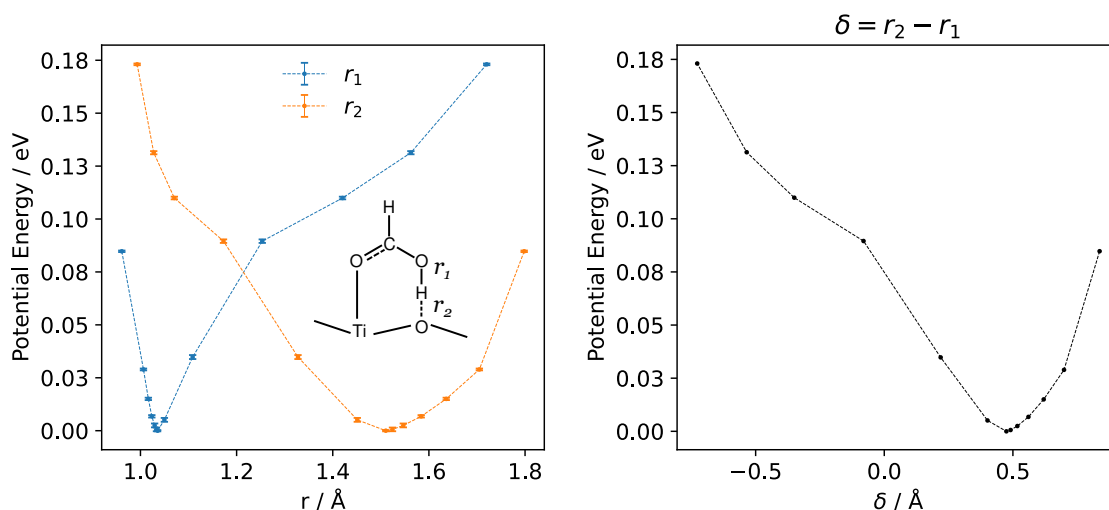 δ = r₂ − r₁
0.18
0.15
0.13
0.10
0.08
0.05
0.03
0.00
Potential Energy / eV
r₁
r₂
H
C
O
O
r₁
H
r₂
Ti
O
1.0
1.2
1.4
1.6
1.8
r / Å
0.18
0.15
0.13
0.10
0.08
0.05
0.03
0.00
Potential Energy / eV
−0.5
0.0
0.5
δ / Å